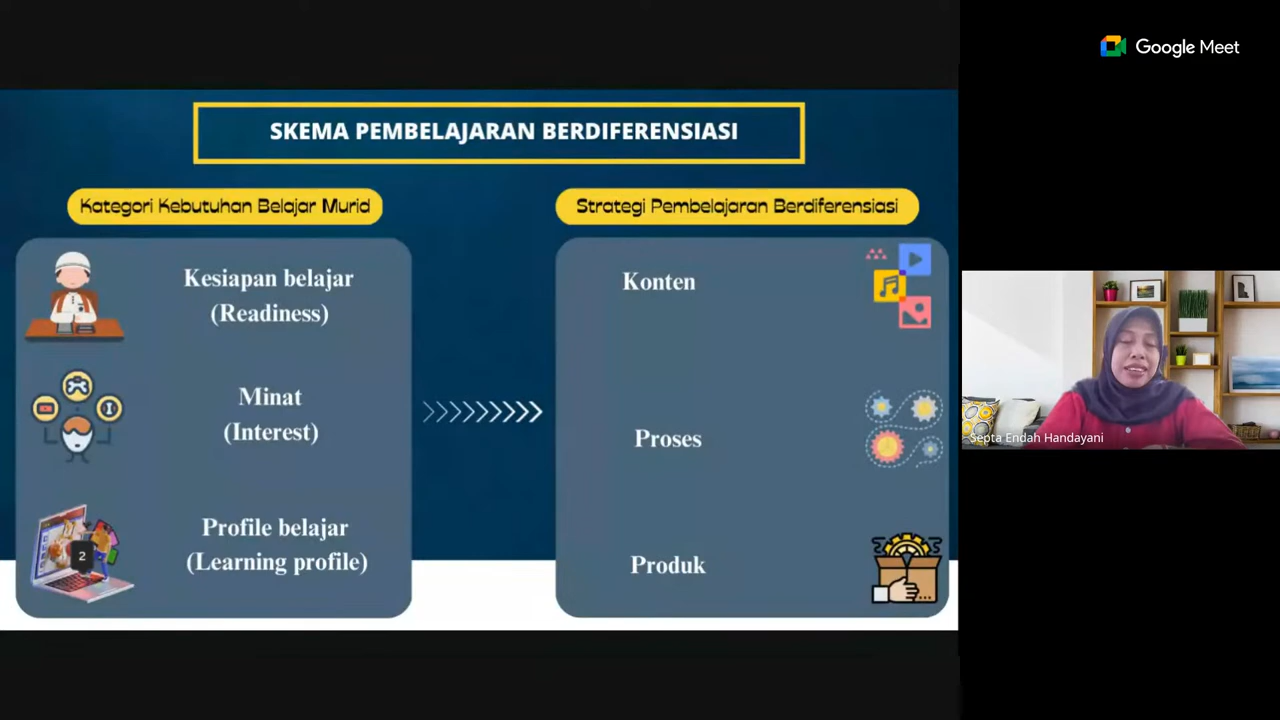 Google Meet
SKEMA PEMBELAJARAN BERDIFERENSIASI
Kategori Kebutuhan Belajar Murid
Kesiapan belajar
(Readiness)
Minat
(Interest)
Profile belajar
(Learning profile)
2
Strategi Pembelajaran Berdiferensiasi
Konten
Proses
Produk
Septa Endah Handayani